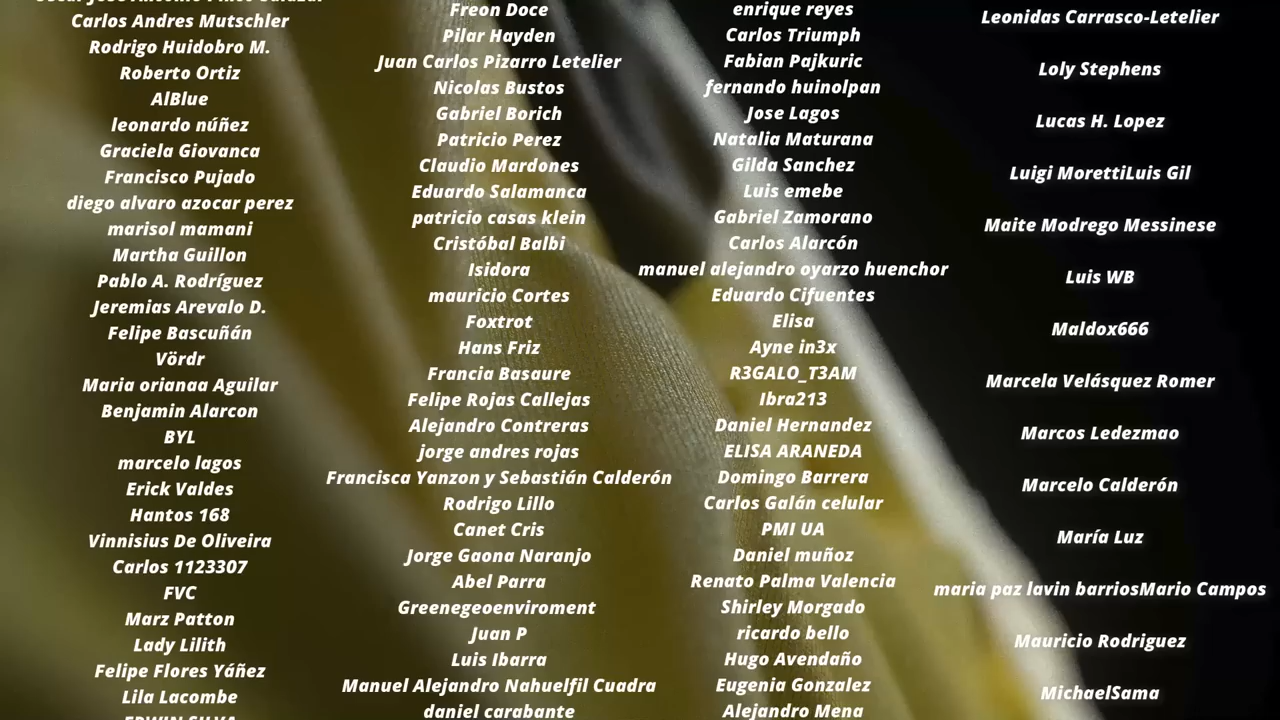 Carlos Andres Mutschler
Rodrigo Huidobro M.
Roberto Ortiz
AlBlue
leonardo núñez
Graciela Giovanca
Francisco Pujado
diego alvaro azocar perez
marisol mamani
Martha Guillon
Pablo A. Rodríguez
Jeremias Arevalo D.
Felipe Bascuñán
Vördr
Maria orianaa Aguilar
Benjamin Alarcon
BYL
marcelo lagos
Erick Valdes
Hantos 168
Vinnisius De Oliveira
Carlos 1123307
FVC
Marz Patton
Lady Lilith
Felipe Flores Yáñez
Lila Lacombe
Freon Doce
Pilar Hayden
Juan Carlos Pizarro Letelier
Nicolas Bustos
Gabriel Borich
Patricio Perez
Claudio Mardones
Eduardo Salamanca
patricio casas klein
Cristóbal Balbi
Isidora
mauricio Cortes
Foxtrot
Hans Friz
Francia Basaure
Felipe Rojas Callejas
Alejandro Contreras
jorge andres rojas
Francisca Yanzon y Sebastián Calderón
Rodrigo Lillo
Canet Cris
Jorge Gaona Naranjo
Abel Parra
Greenegeoenviroment
Juan P
Luis Ibarra
Manuel Alejandro Nahuelfil Cuadra
daniel carabante
enrique reyes
Carlos Triumph
Fabian Pajkuric
fernando huinolpan
Jose Lagos
Natalia Maturana
Gilda Sanchez
Luis emebe
Gabriel Zamorano
Carlos Alarcón
manuel alejandro oyarzo huenchor
Eduardo Cifuentes
Elisa
Ayne in3x
R3GALO_T3AM
Ibra213
Daniel Hernandez
ELISA ARANEDA
Domingo Barrera
Carlos Galán celular
PMI UA
Daniel muñoz
Renato Palma Valencia
Shirley Morgado
ricardo bello
Hugo Avendaño
Eugenia Gonzalez
Alejandro Mena
Leonidas Carrasco-Letelier
Loly Stephens
Lucas H. Lopez
Luigi MorettiLuis Gil
Maite Modrego Messinese
Luis WB
Maldox666
Marcela Velásquez Romer
Marcos Ledezmao
Marcelo Calderón
María Luz
maria paz lavin barriosMario Campos
Mauricio Rodriguez
MichaelSama